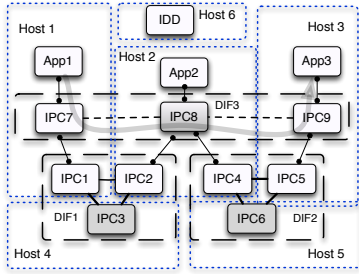 Host 1
IDD
Host 6
Host 3
App1
Host 2
App2
App3
DIF3
IPC7
IPC8
IPC9
IPC1
IPC2
IPC4
IPC5
DIF1
IPC3
IPC6
DIF2
Host 4
Host 5